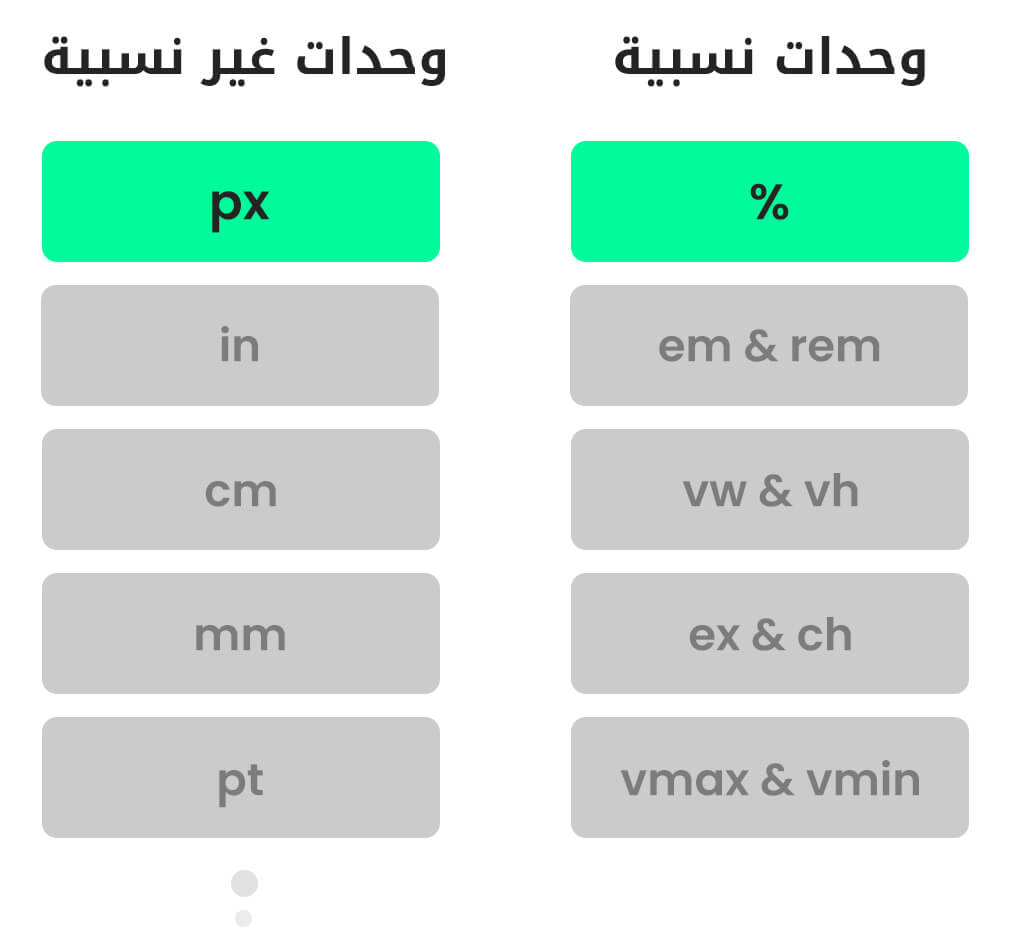 وحدات نسبية
%
em & rem
vw & vh
ex & ch
vmax & vmin
وحدات غير نسبية
px
in
cm
mm
pt